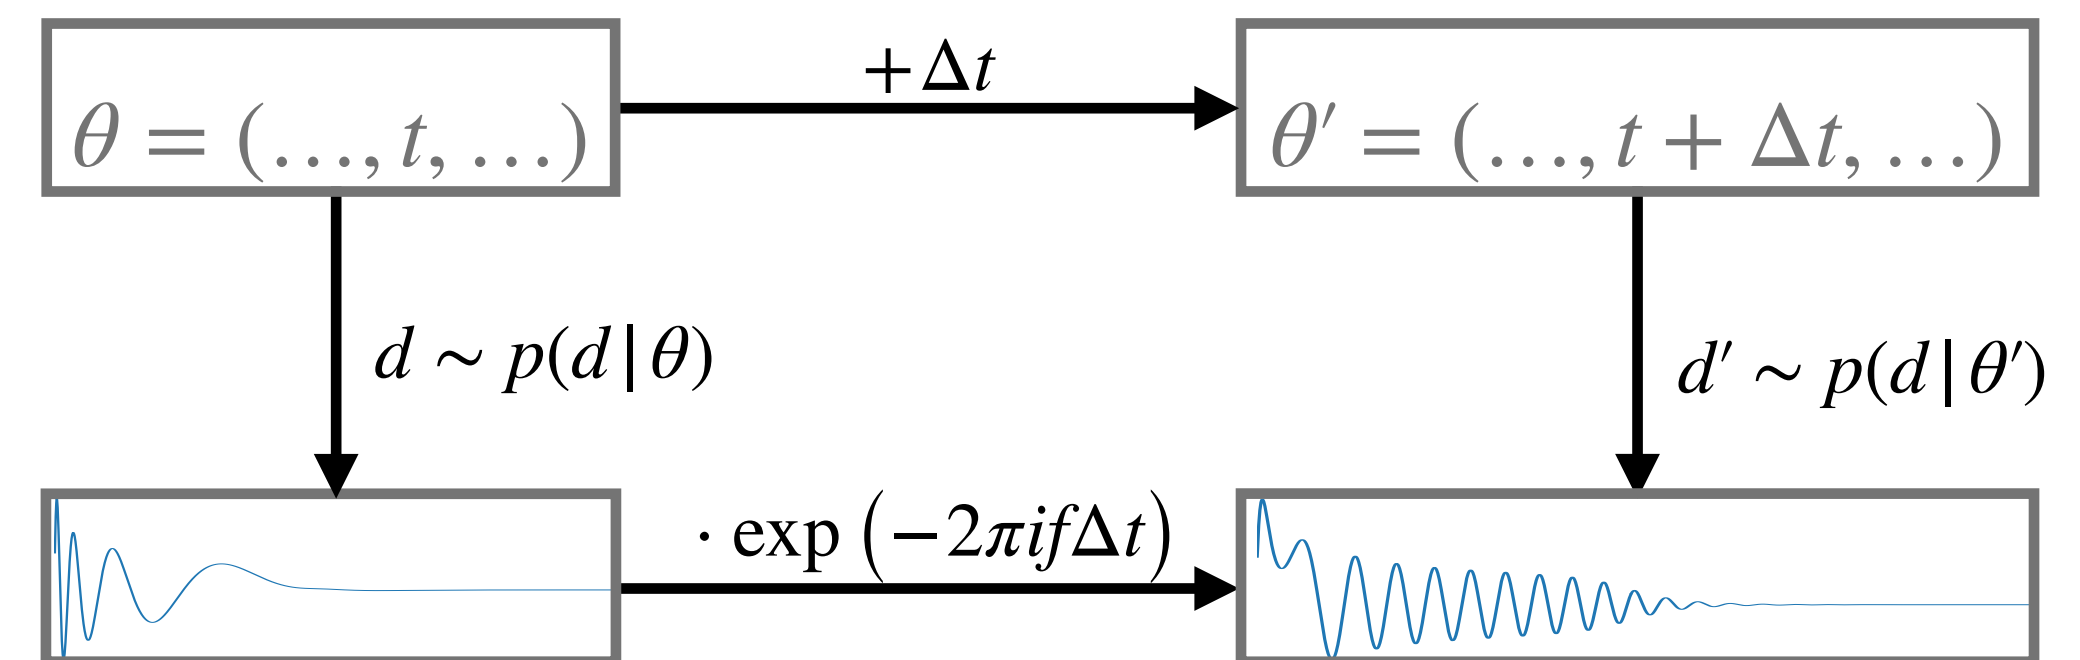 +Δt
θ = (…, t, …)
θ′ = (…, t + Δt, …)
d ∼ p(d | θ)
d′ ∼ p(d | θ′)
· exp (−2πifΔt)